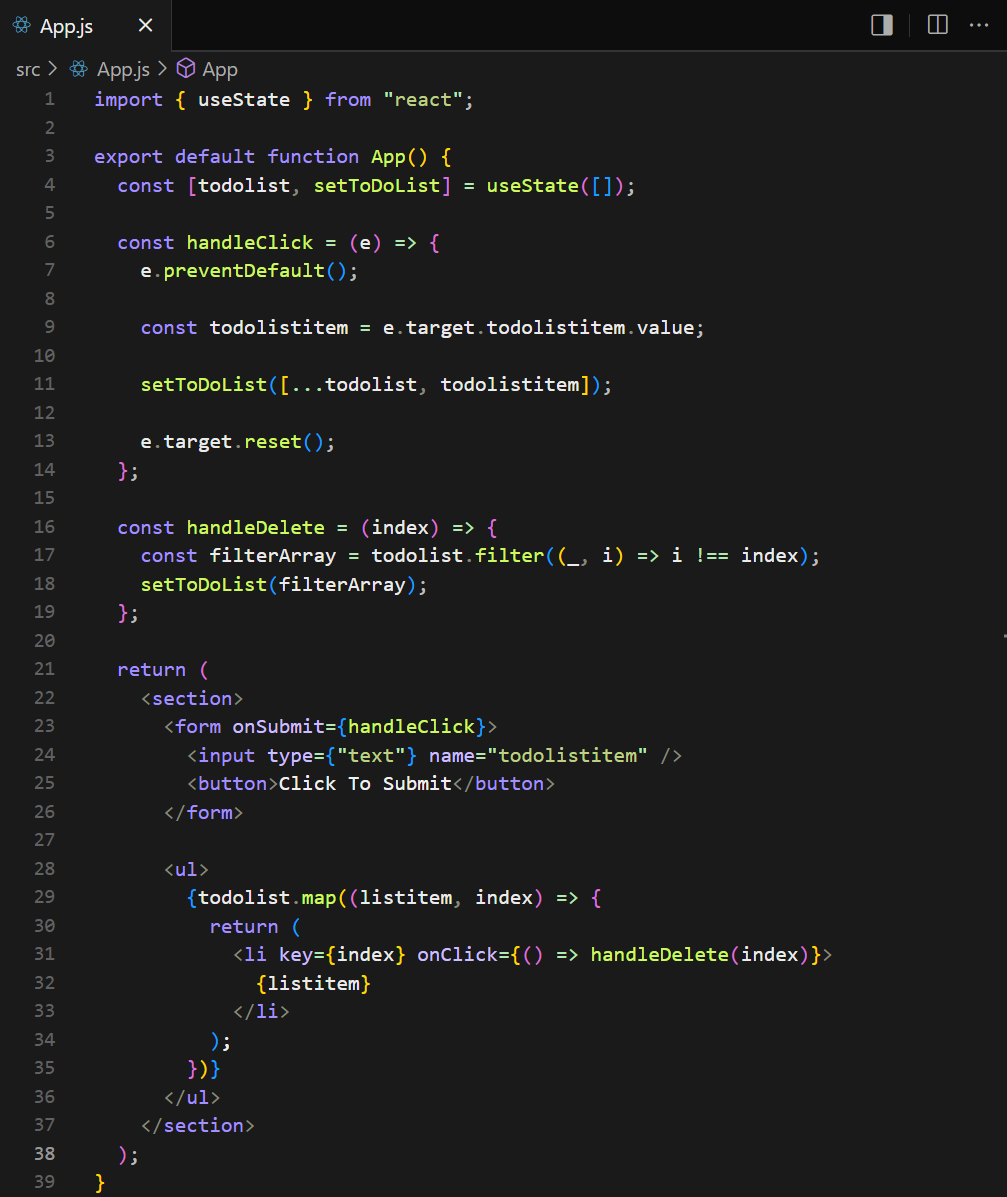 App.js
src > App.js > App
1 import { useState } from "react";
2
3 export default function App() {
4   const [todolist, setToDoList] = useState([]);
5
6   const handleClick = (e) => {
7     e.preventDefault();
8
9     const todolistitem = e.target.todolistitem.value;
10
11     setToDoList([...todolist, todolistitem]);
12
13     e.target.reset();
14   };
15
16   const handleDelete = (index) => {
17     const filterArray = todolist.filter((_, i) => i !== index);
18     setToDoList(filterArray);
19   };
20
21   return (
22     <section>
23       <form onSubmit={handleClick}>
24         <input type={"text"} name="todolistitem" />
25         <button>Click To Submit</button>
26       </form>
27
28       <ul>
29         {todolist.map((listitem, index) => {
30           return (
31             <li key={index} onClick={() => handleDelete(index)}>
32               {listitem}
33             </li>
34           );
35         })}
36       </ul>
37     </section>
38   );
39 }